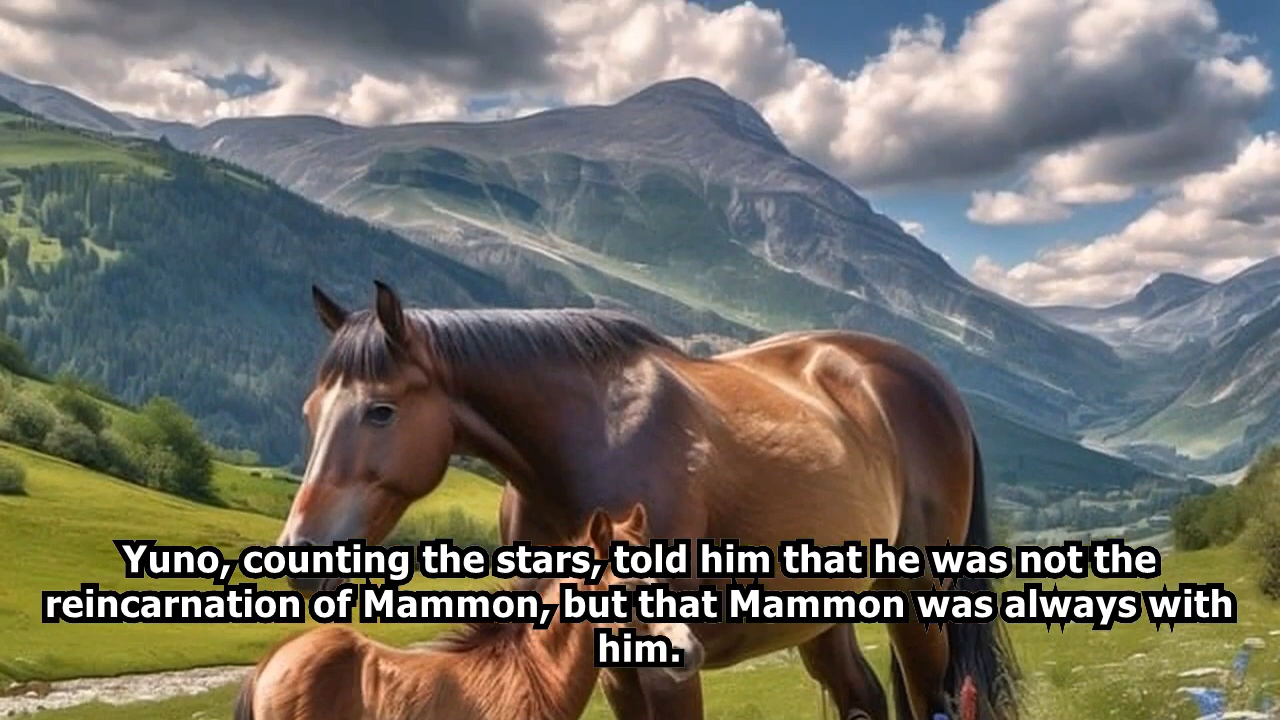 Yuno, counting the stars, told him that he was not the
reincarnation of Mammon, but that Mammon was always with
him.